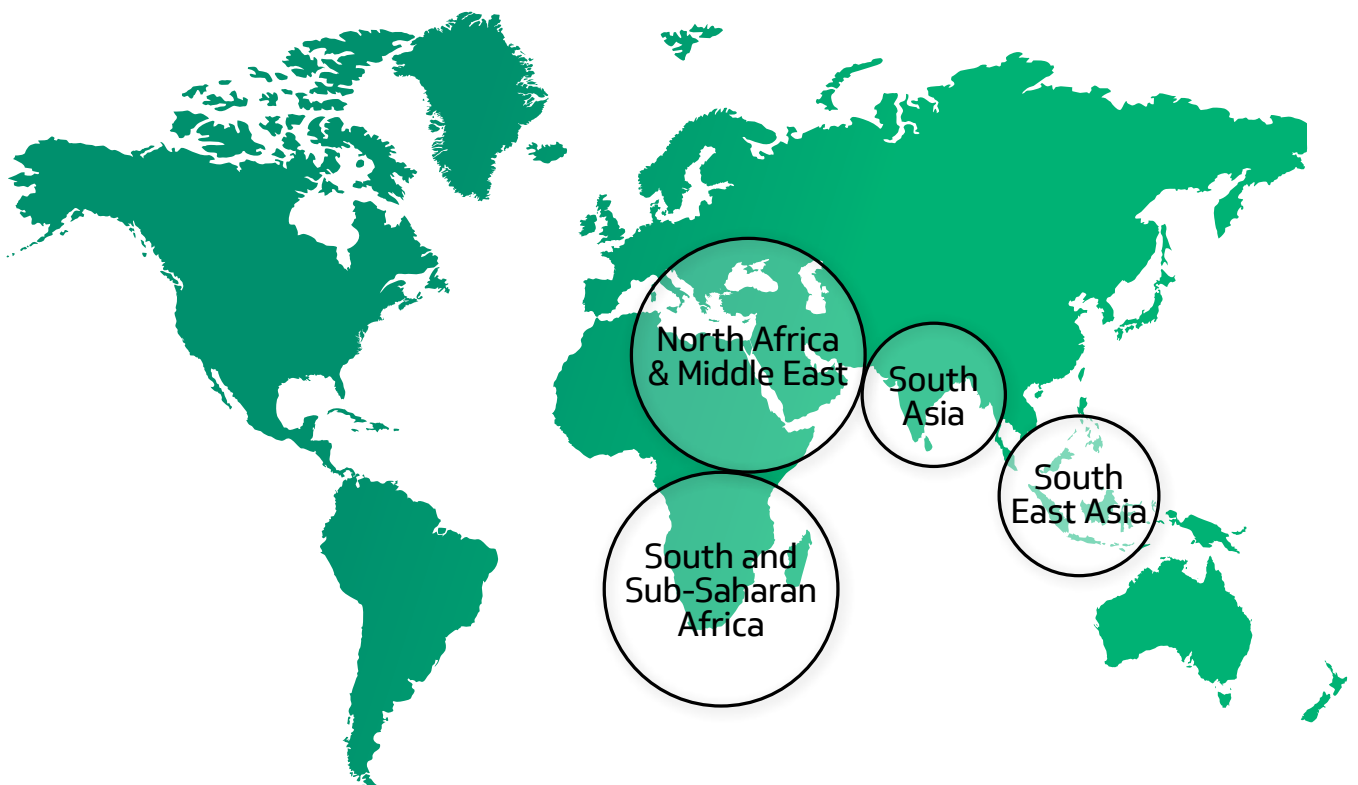 North Africa
& Middle East
South
Asia
South
East Asia
South and
Sub-Saharan
Africa